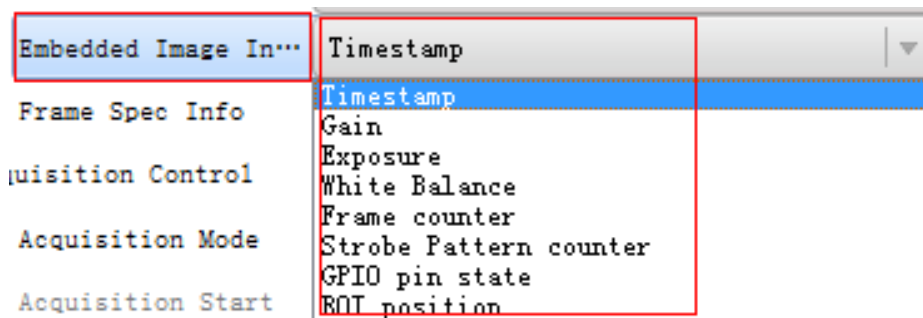 Embedded Image In···
Timestamp
Timestamp
Frame Spec Info
Gain
Exposure
uisition Control
White Balance
Frame counter
Acquisition Mode
Strobe Pattern counter
GPIO pin state
Acquisition Start
ROI position